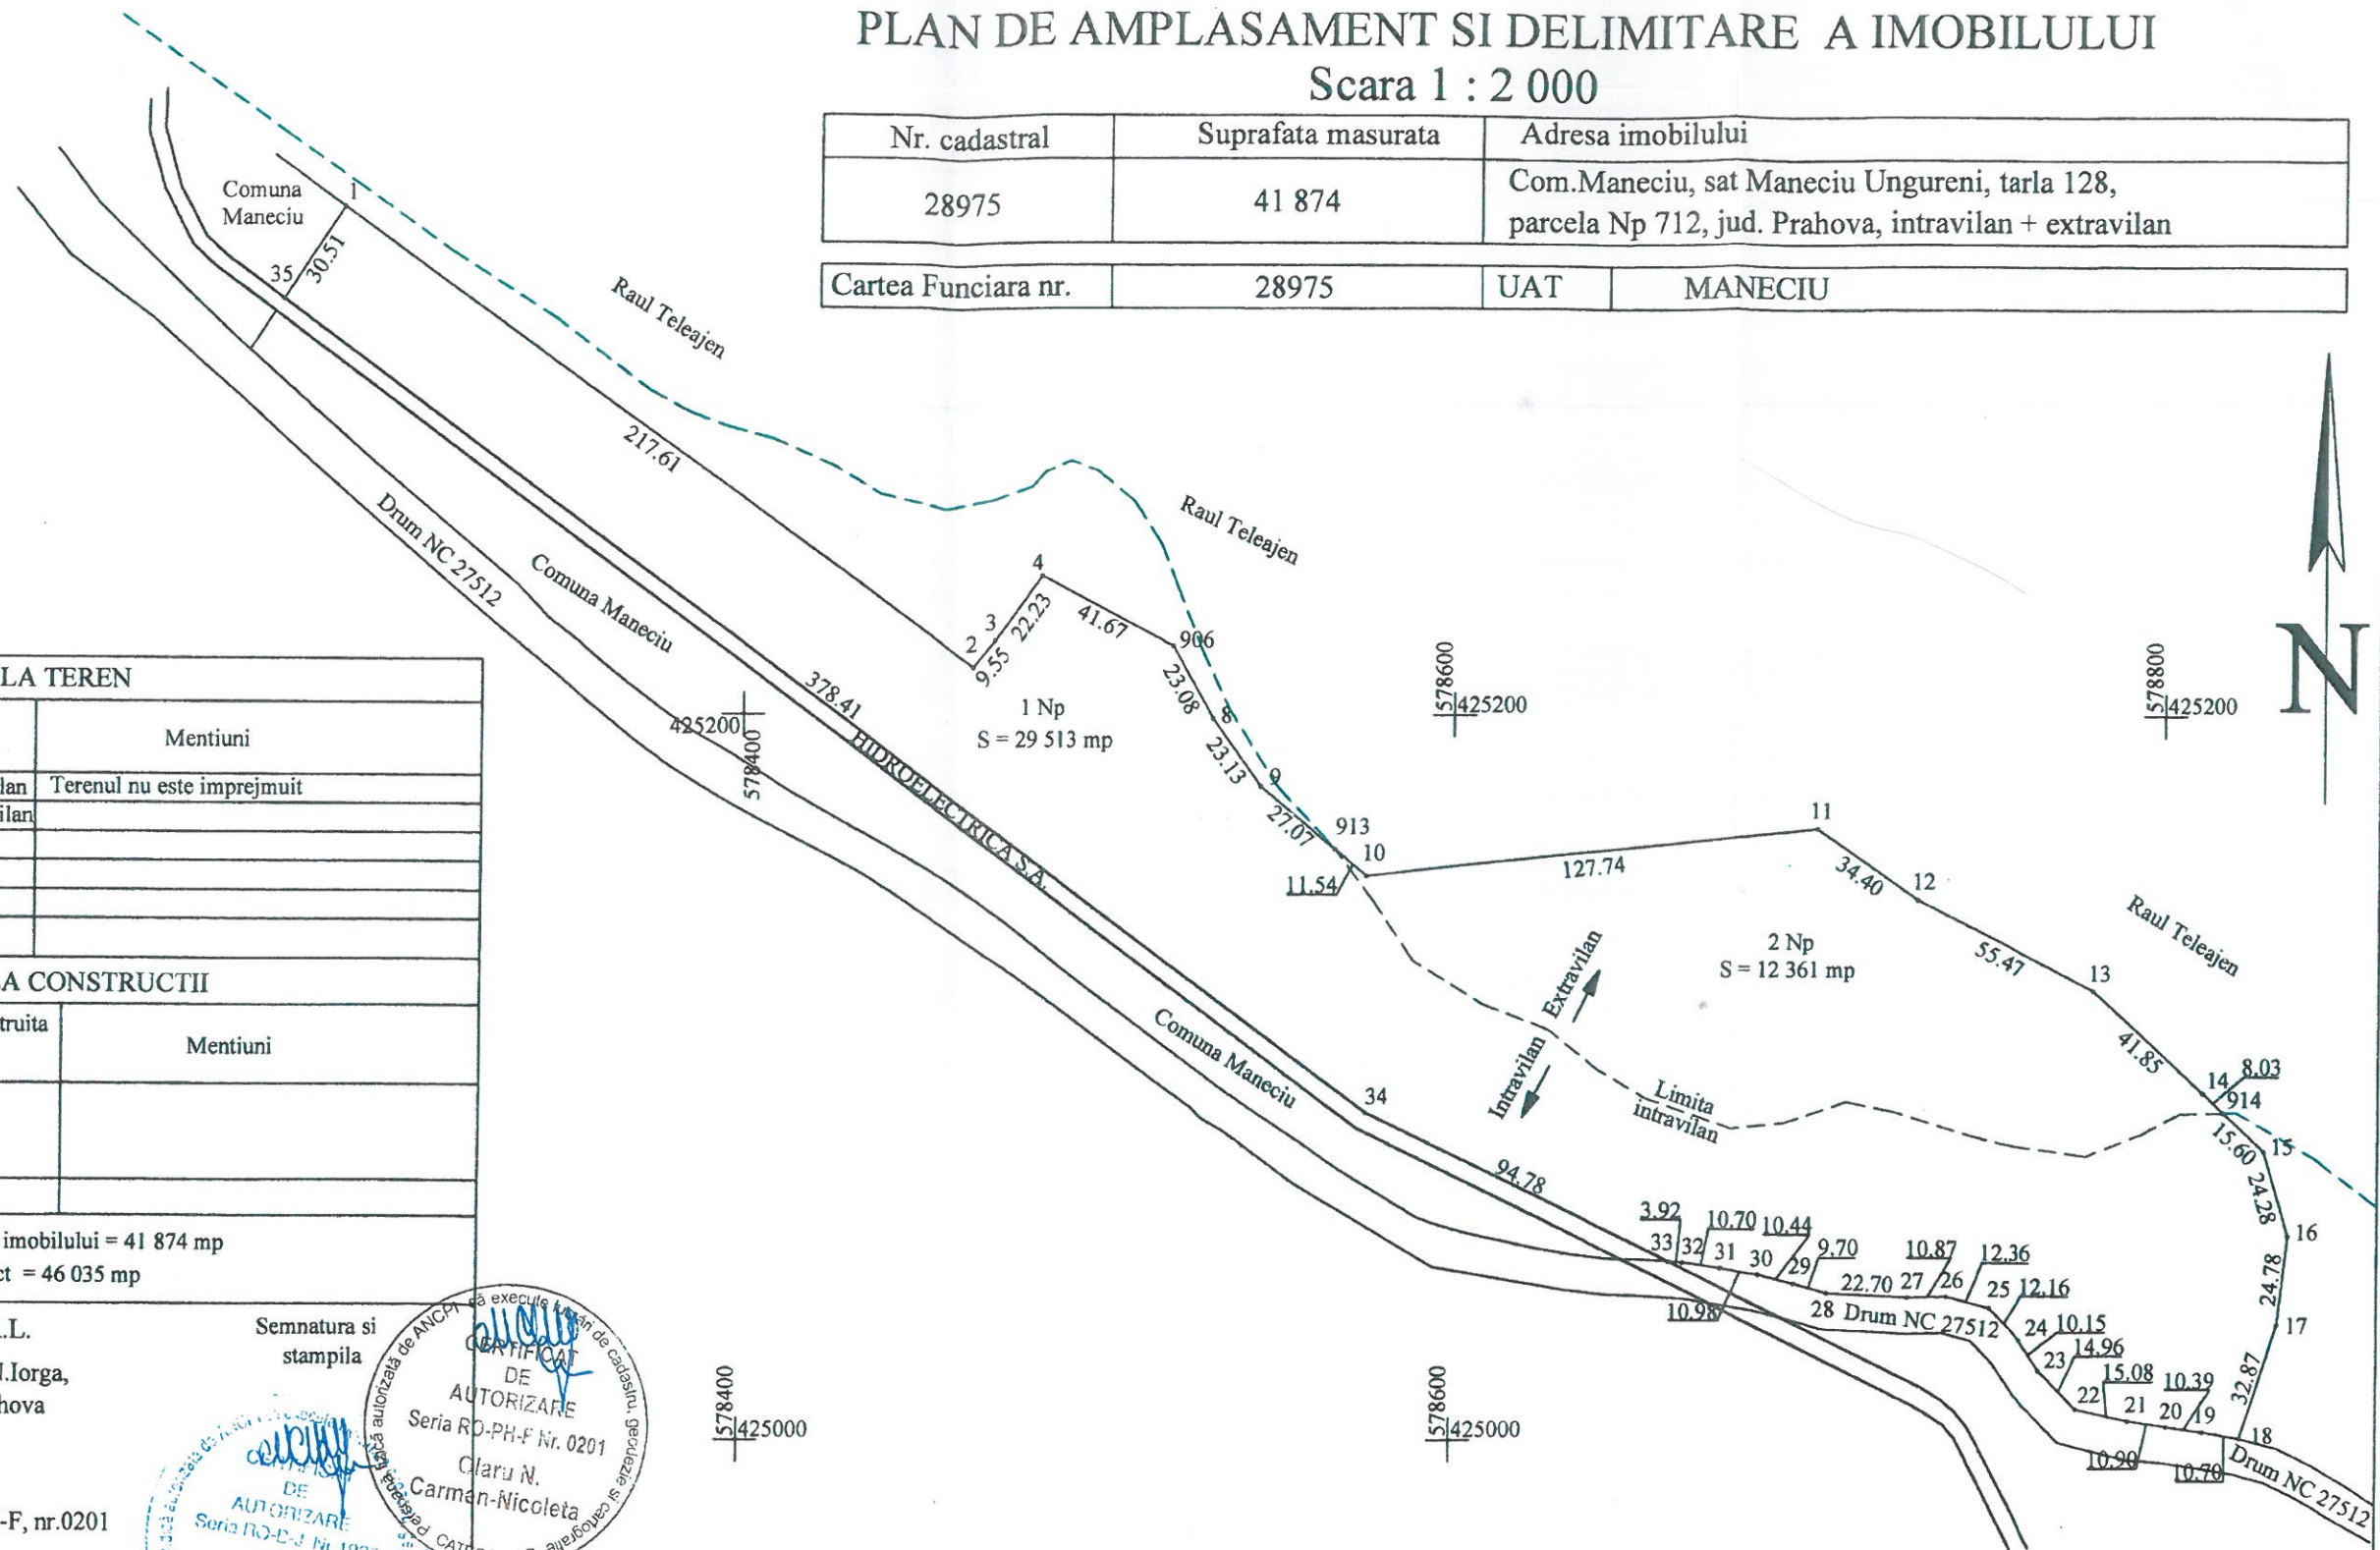 PLAN DE AMPLASAMENT SI DELIMITARE A IMOBILULUI
Scara 1 : 2 000
Nr. cadastral
Suprafata masurata
Adresa imobilului
28975
41 874
Com.Maneciu, sat Maneciu Ungureni, tarla 128,
parcela Np 712, jud. Prahova, intravilan + extravilan
Cartea Funciara nr.
28975
UAT
MANECIU
Comuna
Maneciu
1
35
30.51
Raul Teleajen
217.61
Drum NC 27512
Comuna Maneciu
Raul Teleajen
4
3
2
22.23
9.55
41.67
906
23.08
8
23.13
9
27.07
913
10
11.54
1 Np
S = 29 513 mp
378.41
HIDROELECTRICA S.A.
425200
578400
578600
425200
578800
425200
N
11
127.74
34.40
12
55.47
13
2 Np
S = 12 361 mp
Raul Teleajen
41.85
14
8.03
914
15.60
15
24.28
16
24.78
17
32.87
18
Extravilan
Intravilan
Limita
intravilan
Comuna Maneciu
34
94.78
3.92
10.70
10.44
33
32
31
30
29
9.70
10.87
12.36
22.70
27
26
25
12.16
10.98
28
Drum NC 27512
24
10.15
23
14.96
15.08
10.39
22
21
20
19
10.90
10.70
Drum NC 27512
578400
425000
578600
425000
LA TEREN
Mentiuni
lan
Terenul nu este imprejmuit
ilan
A CONSTRUCTII
truita
Mentiuni
imobilului = 41 874 mp
ct = 46 035 mp
.L.
Semnatura si
stampila
.Iorga,
hova
-F, nr.0201
CERTIFICAT
DE
AUTORIZARE
Seria RO-PH-F Nr. 0201
Claru N.
Carmen-Nicoleta
DE
AUTORIZARE